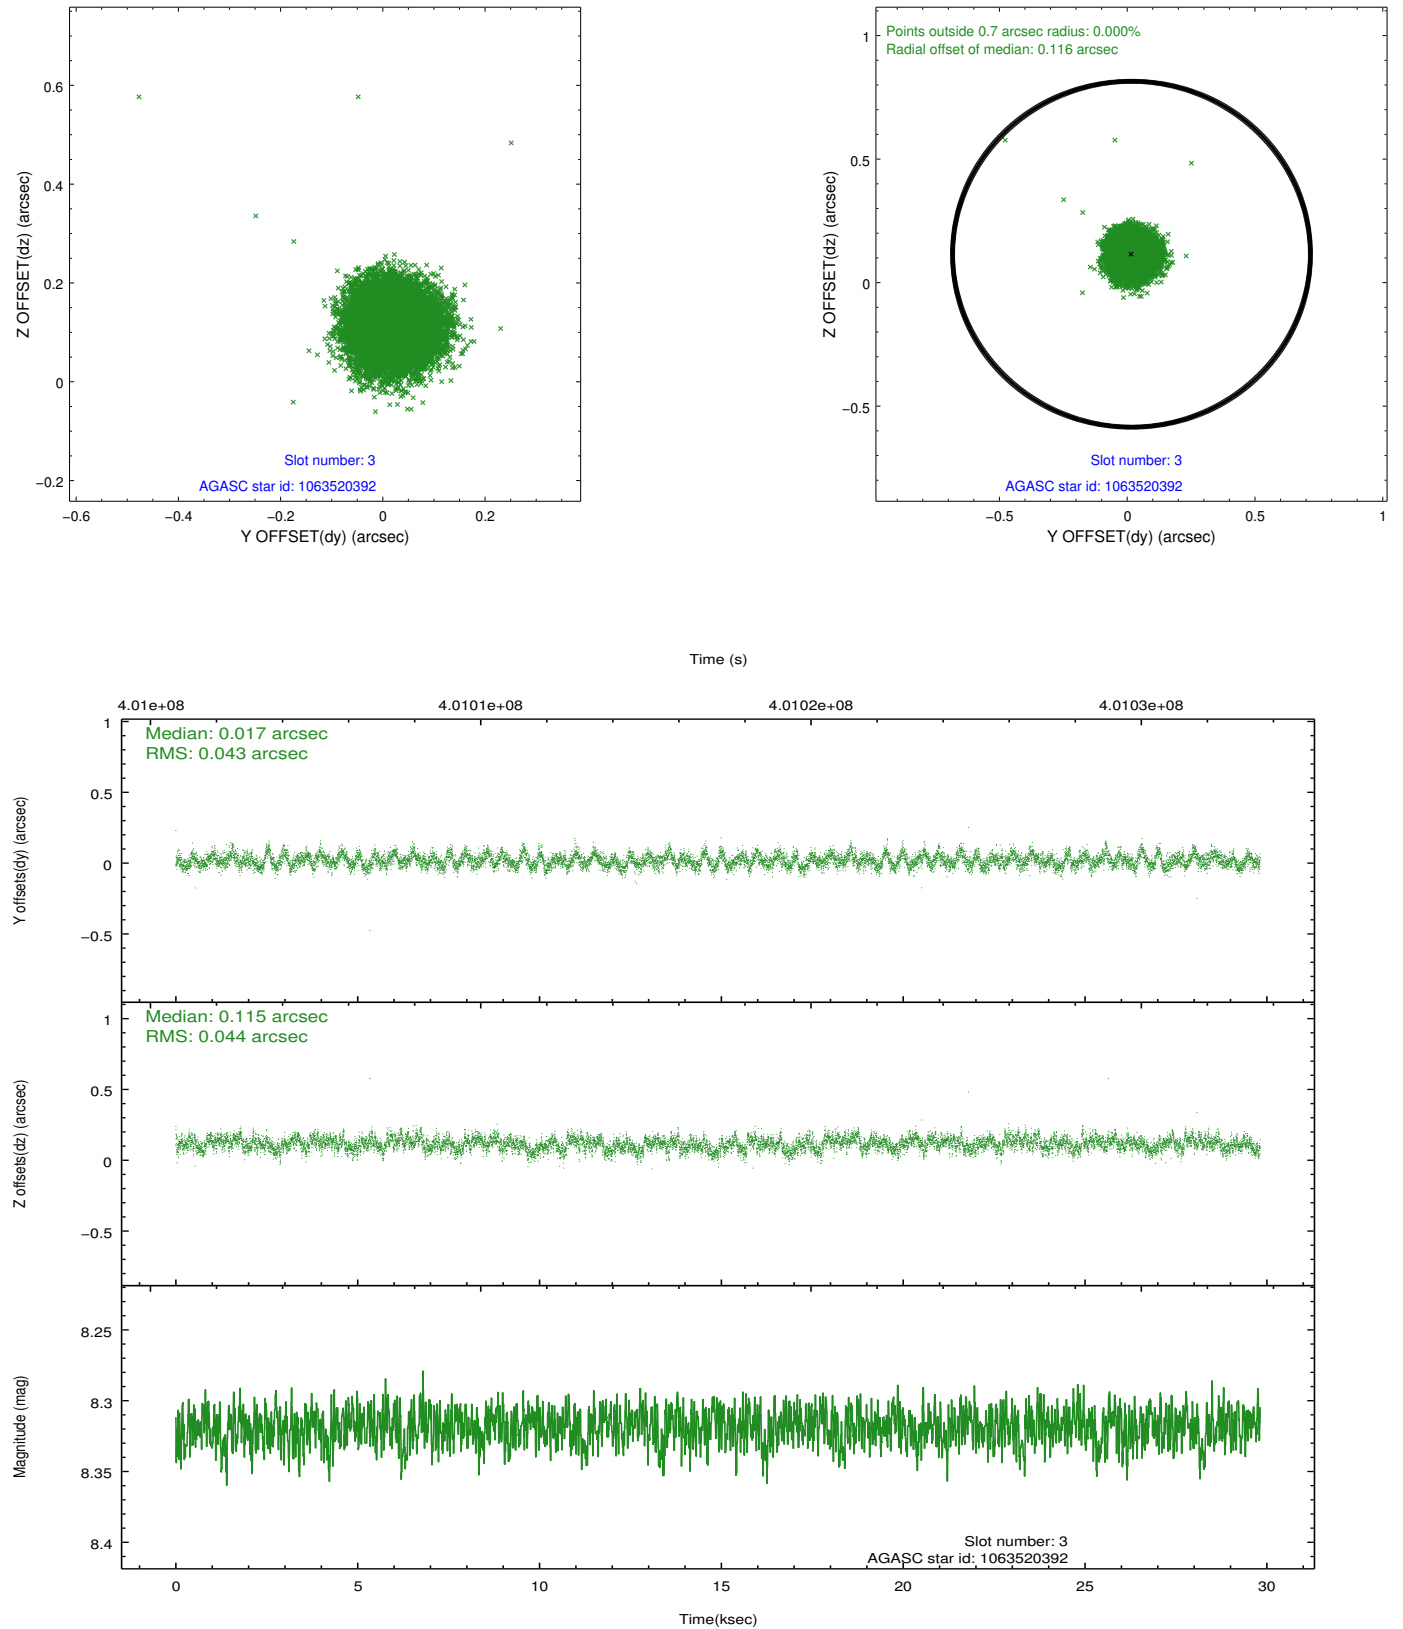 0.6
0.4
0.2
0
−0.2
Z OFFSET(dz) (arcsec)
Slot number: 3
AGASC star id: 1063520392
−0.6 −0.4 −0.2 0 0.2
Y OFFSET(dy) (arcsec)
Points outside 0.7 arcsec radius: 0.000%
Radial offset of median: 0.116 arcsec
1
0.5
0
−0.5
Z OFFSET(dz) (arcsec)
Slot number: 3
AGASC star id: 1063520392
−0.5 0 0.5 1
Y OFFSET(dy) (arcsec)
Time (s)
4.01e+08 4.0101e+08 4.0102e+08 4.0103e+08
Median: 0.017 arcsec
RMS: 0.043 arcsec
1
0.5
0
−0.5
Y offsets(dy) (arcsec)
Median: 0.115 arcsec
RMS: 0.044 arcsec
1
0.5
0
−0.5
Z offsets(dz) (arcsec)
8.25
8.3
8.35
8.4
Magnitude (mag)
Slot number: 3
AGASC star id: 1063520392
0 5 10 15 20 25 30
Time(ksec)